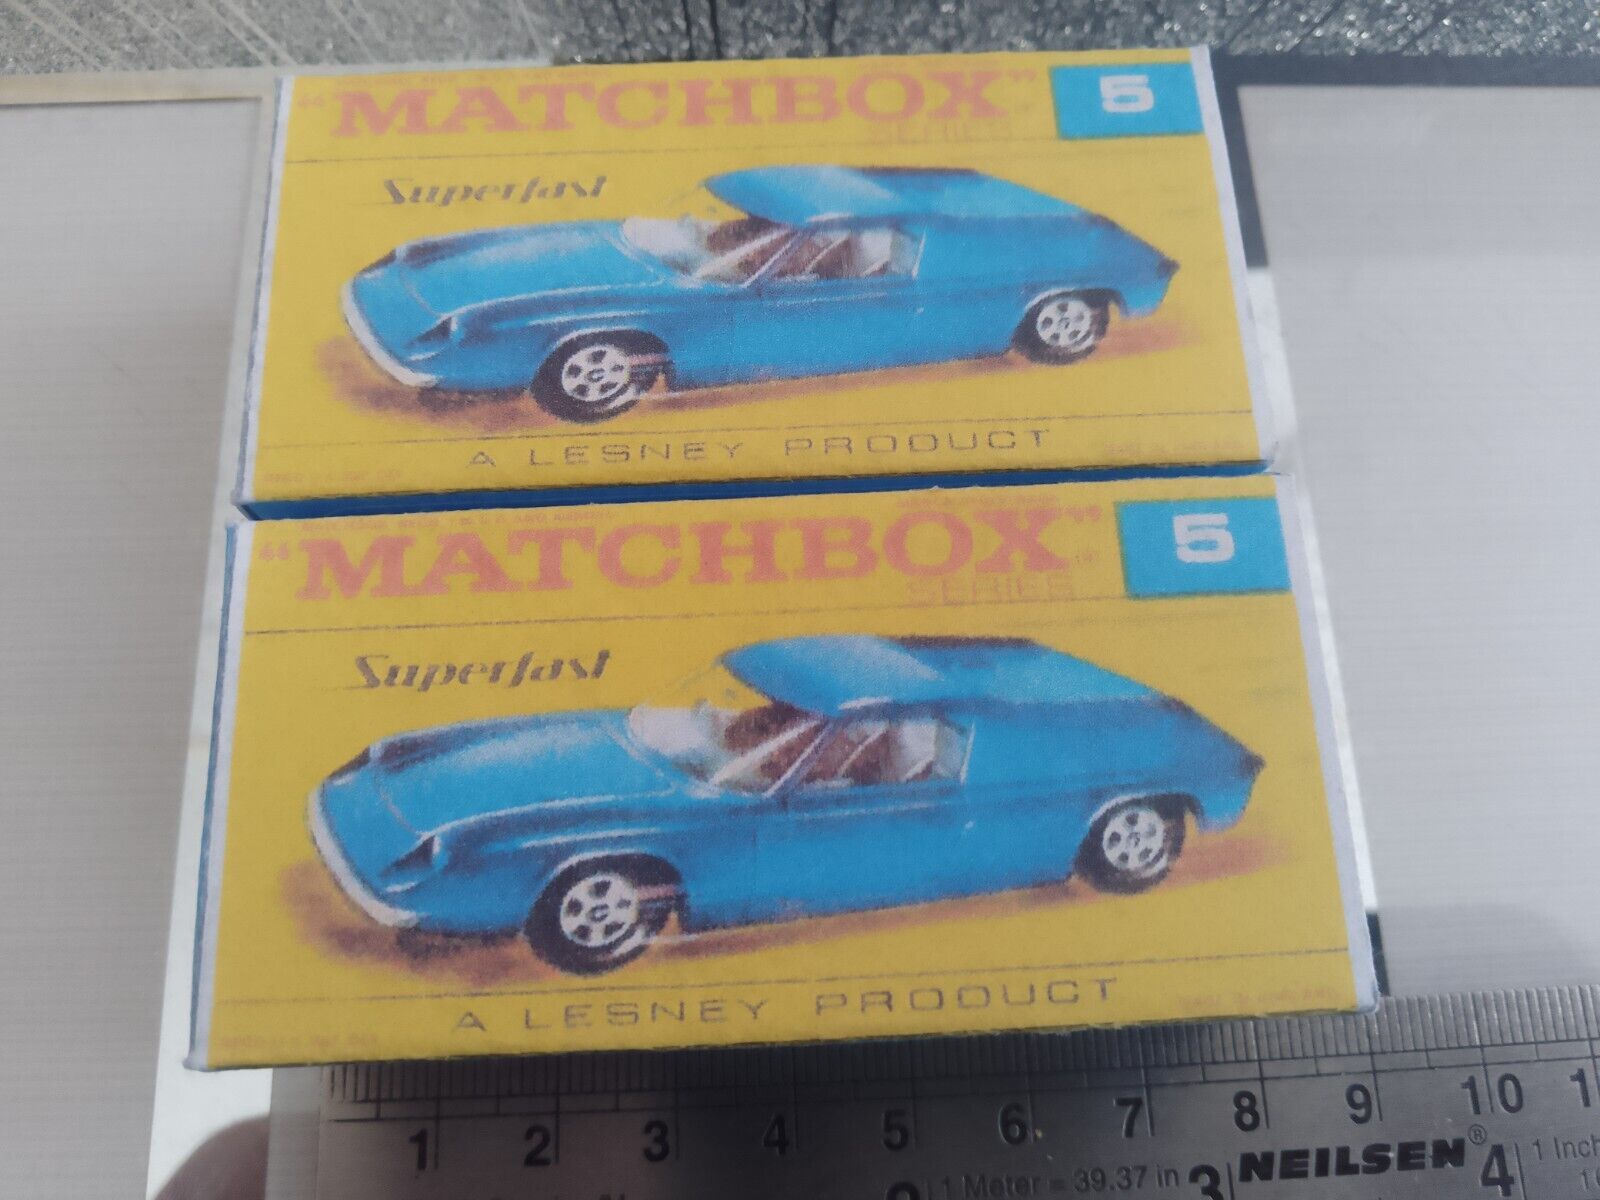 "MATCHBOX"
SERIES
5
Superfast
A LESNEY PRODUCT
"MATCHBOX"
SERIES
5
Superfast
A LESNEY PRODUCT
1 2 3 4 5 6 7 8 9 10
1 Meter = 39.37 in 3 NEILSEN® 4 1 Inch